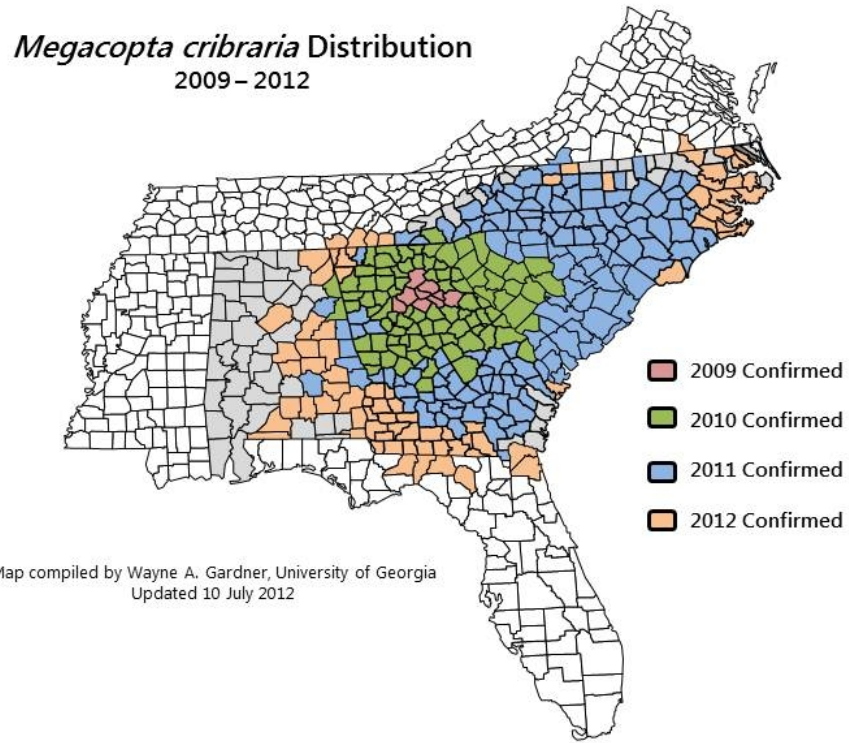 Megacopta cribraria Distribution
2009 – 2012
2009 Confirmed
2010 Confirmed
2011 Confirmed
2012 Confirmed
Map compiled by Wayne A. Gardner, University of Georgia
Updated 10 July 2012